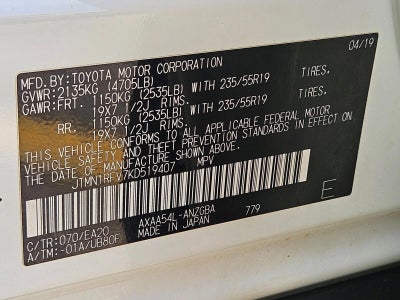 MFD.BY:TOYOTA MOTOR CORPORATION 04/19
GVWR:2135KG (4705LB)
GAWR:FRT. 1150KG (2535LB) WITH 235/55R19 TIRES.
19X7 1/2J RIMS.
RR. 1150KG (2535LB) WITH 235/55R19 TIRES.
19X7 1/2J RIMS.
THIS VEHICLE CONFORMS TO ALL APPLICABLE FEDERAL MOTOR
VEHICLE SAFETY AND THEFT PREVENTION STANDARDS IN EFFECT ON
THE DATE OF MANUFACTURE SHOWN ABOVE.
JTMN1RFV7KD519407 MPV
E
C/TR:070/EA20 AXAA54L-ANZGBA 779
A/TM:-01A/UB80F MADE IN JAPAN